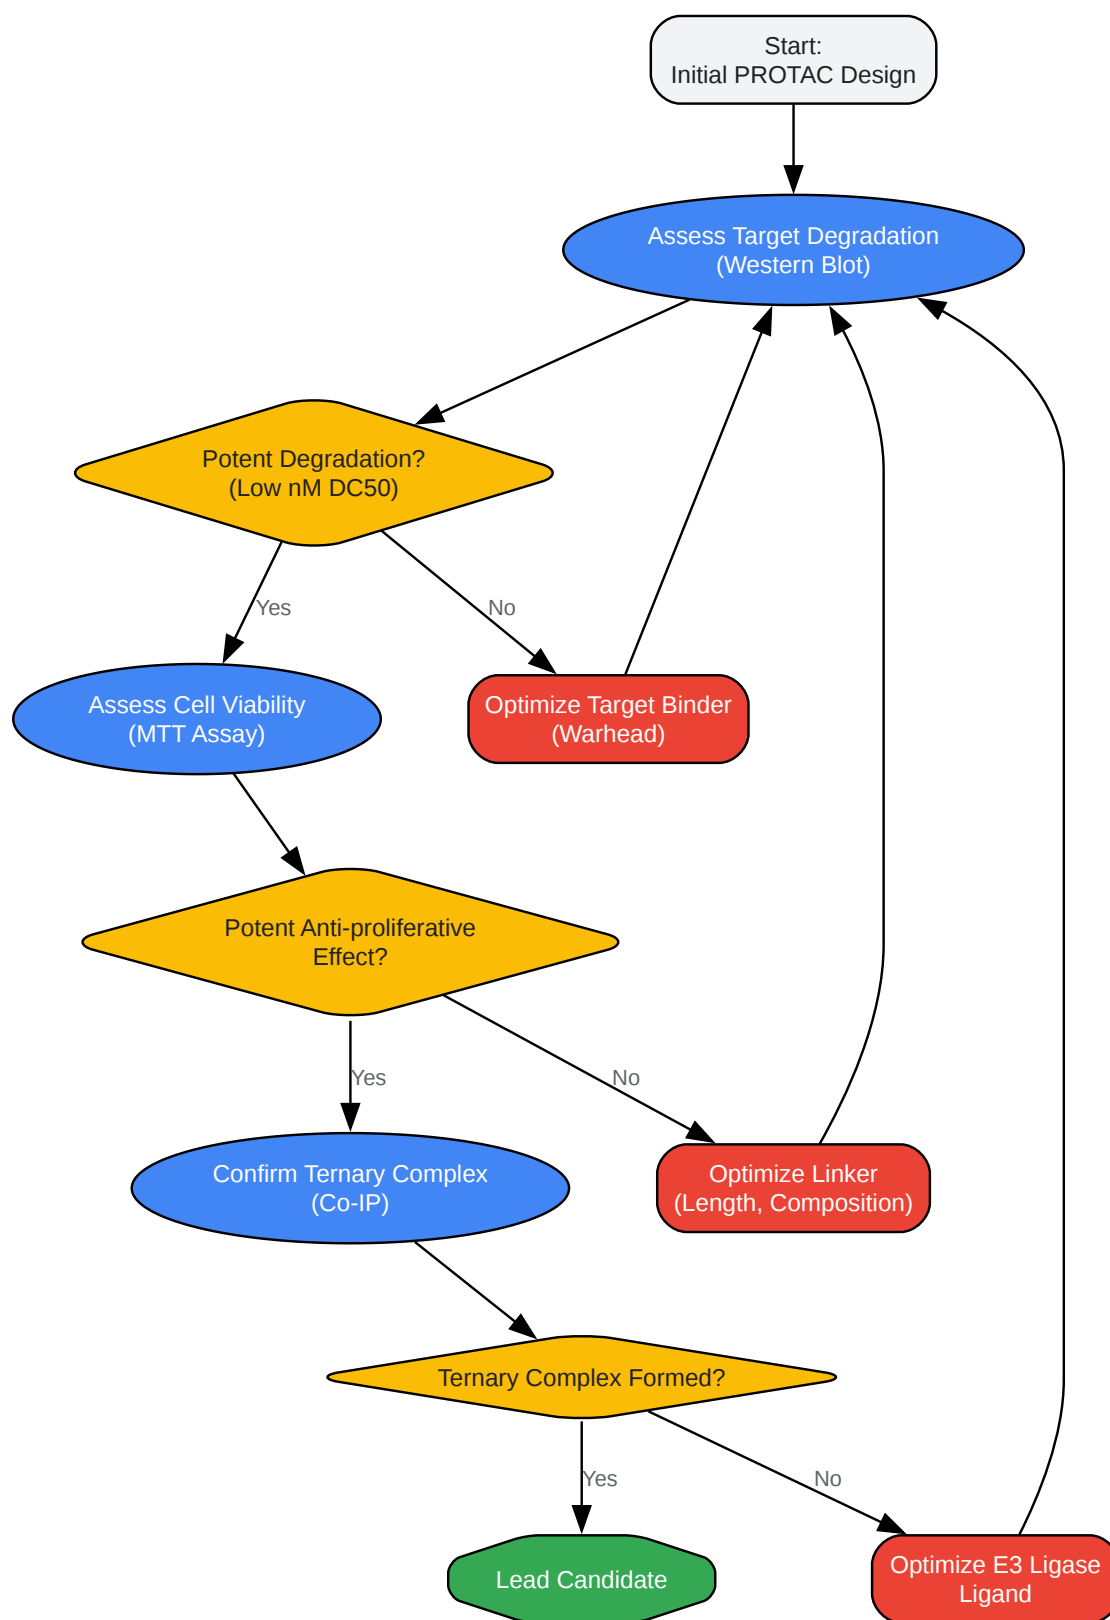 Start:
Initial PROTAC Design
Assess Target Degradation
(Western Blot)
Potent Degradation?
(Low nM DC50)
Yes
No
Assess Cell Viability
(MTT Assay)
Optimize Target Binder
(Warhead)
Potent Anti-proliferative
Effect?
Yes
No
Confirm Ternary Complex
(Co-IP)
Optimize Linker
(Length, Composition)
Ternary Complex Formed?
Yes
No
Lead Candidate
Optimize E3 Ligase
Ligand